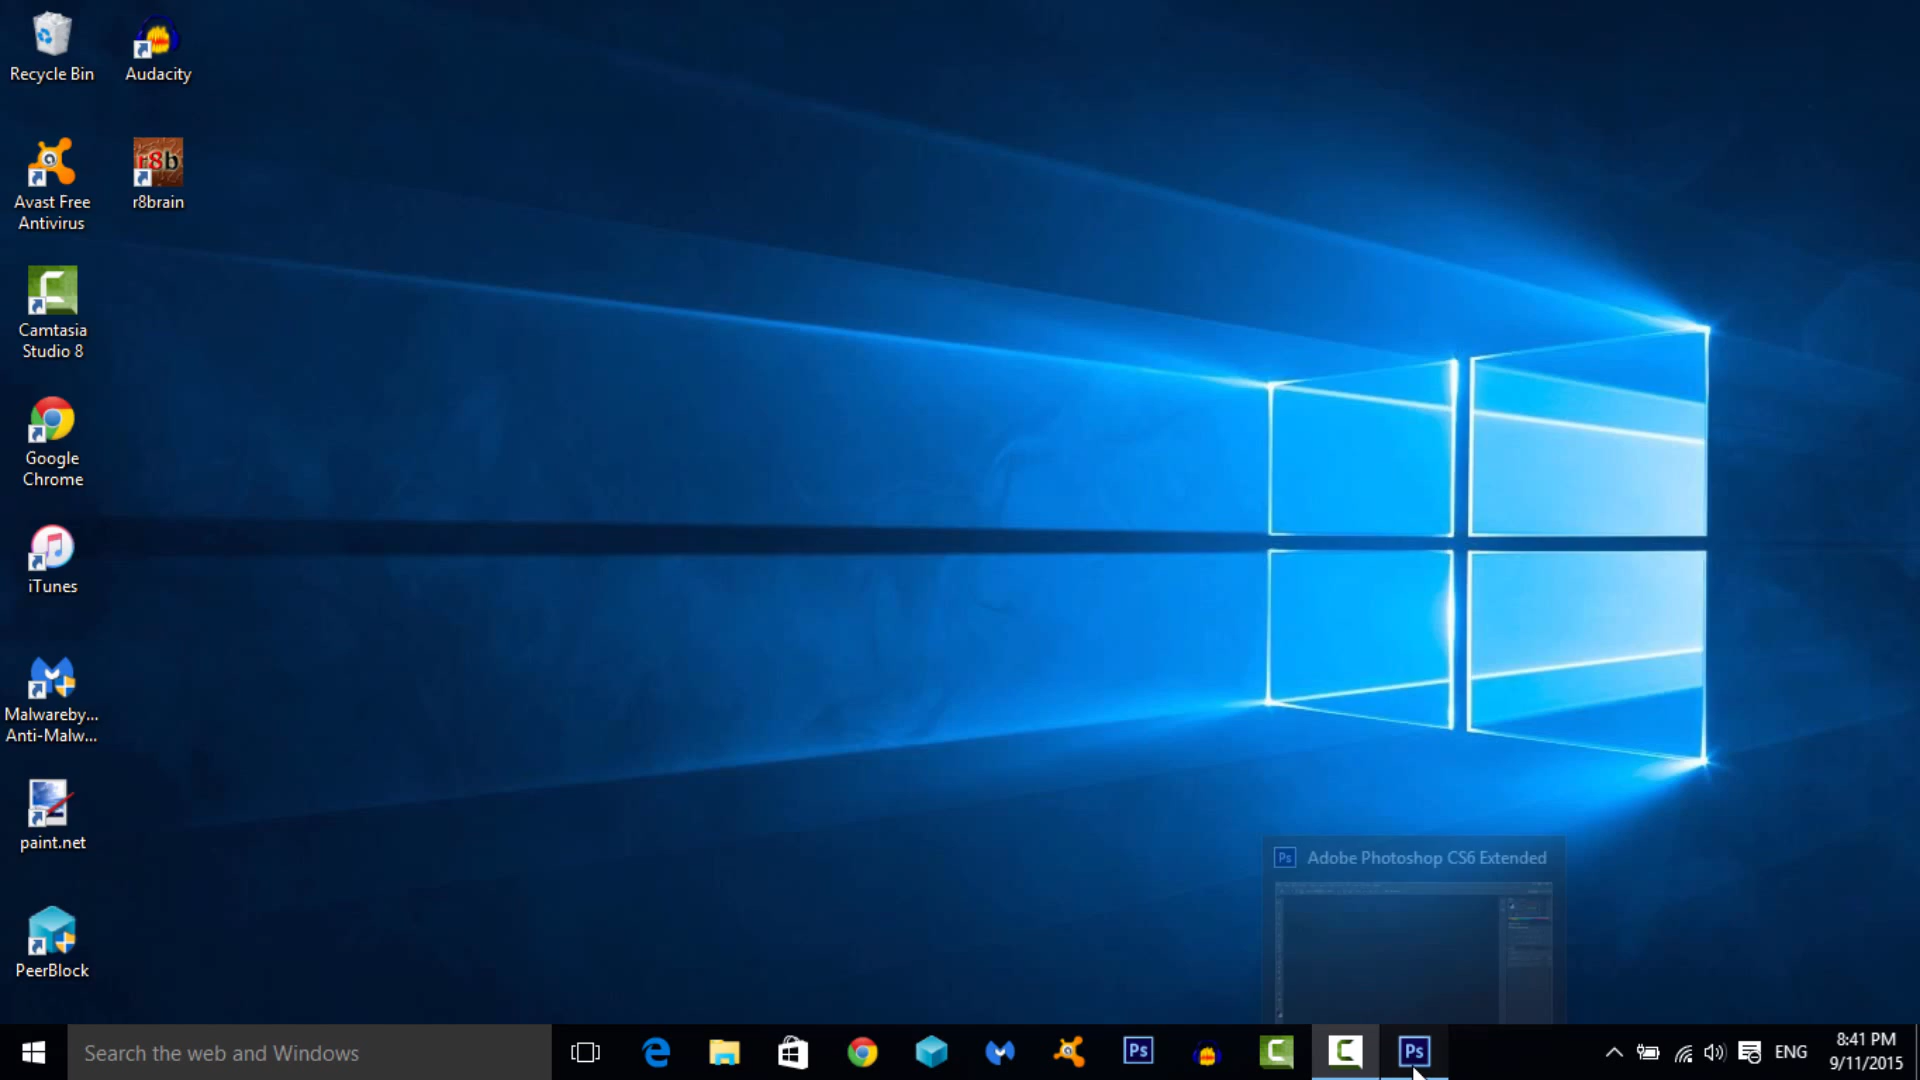 Recycle Bin
Audacity
r8b
Avast Free
Antivirus
r8brain
Camtasia
Studio 8
Google
Chrome
iTunes
Malwareby...
Anti-Malw...
paint.net
Ps Adobe Photoshop CS6 Extended
PeerBlock
Search the web and Windows
Ps
Ps
ENG
8:41 PM
9/11/2015